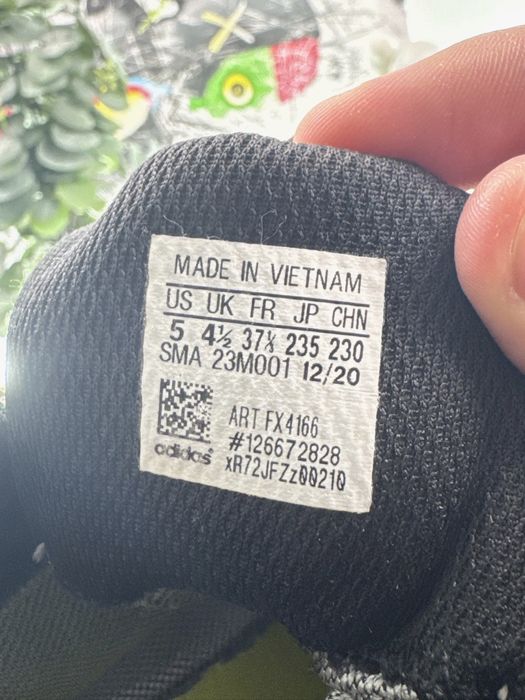 MADE IN VIETNAM
US UK FR JP CHN
5 4½ 37⅓ 235 230
SMA 23M001 12/20
ART FX4166
#126672828
xR72JFZz00210
adidas